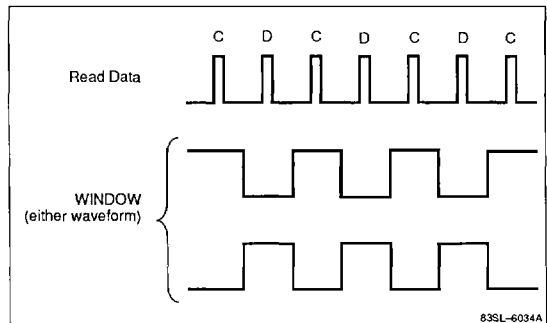 C D C D C D C
Read Data
WINDOW
(either waveform)
83SL-6034A